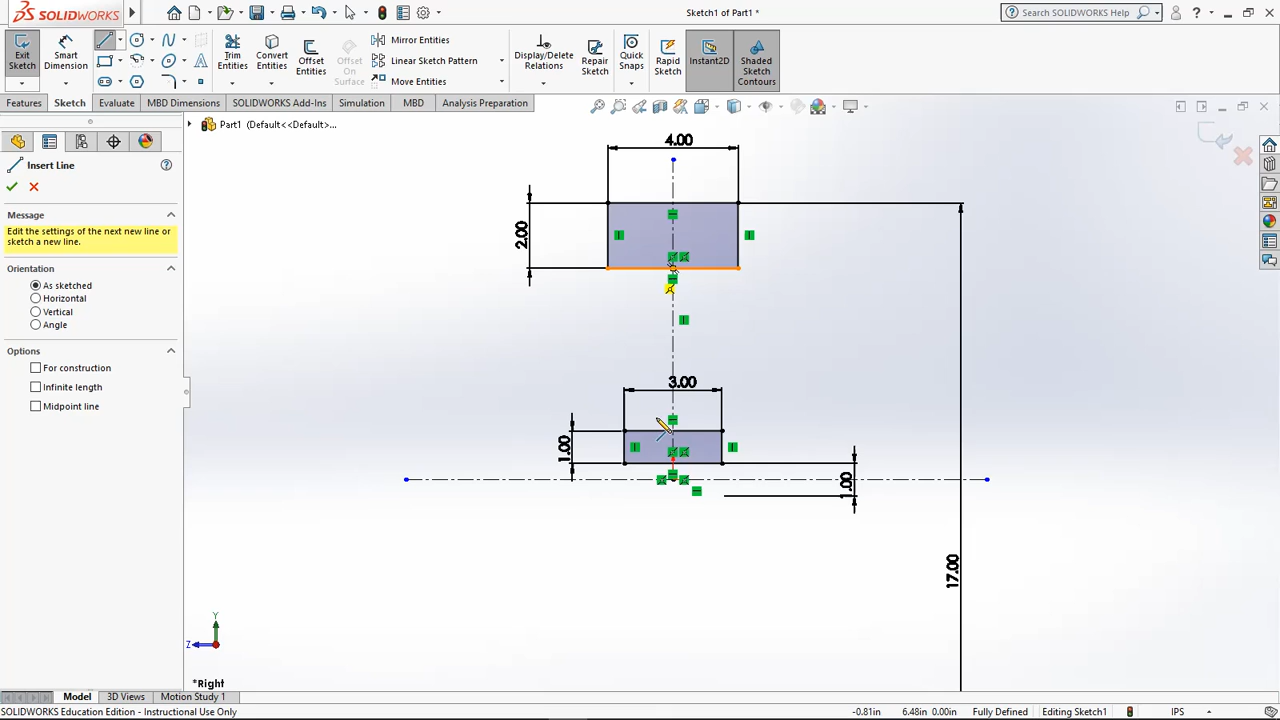 SOLIDWORKS
Sketch1 of Part1 *
Search SOLIDWORKS Help
Exit Sketch
Smart Dimension
Trim Entities
Convert Entities
Offset Entities
Offset On Surface
Mirror Entities
Linear Sketch Pattern
Move Entities
Display/Delete Relations
Repair Sketch
Quick Snaps
Rapid Sketch
Instant2D
Shaded Sketch Contours
Features
Sketch
Evaluate
MBD Dimensions
SOLIDWORKS Add-Ins
Simulation
MBD
Analysis Preparation
Part1 (Default<<Default>...
Insert Line
Message
Edit the settings of the next new line or
sketch a new line.
Orientation
As sketched
Horizontal
Vertical
Angle
Options
For construction
Infinite length
Midpoint line
4.00
2.00
3.00
1.00
1.00
17.00
Y
Z
*Right
Model
3D Views
Motion Study 1
SOLIDWORKS Education Edition - Instructional Use Only
-0.81in
6.48in 0.00in
Fully Defined
Editing Sketch1
IPS